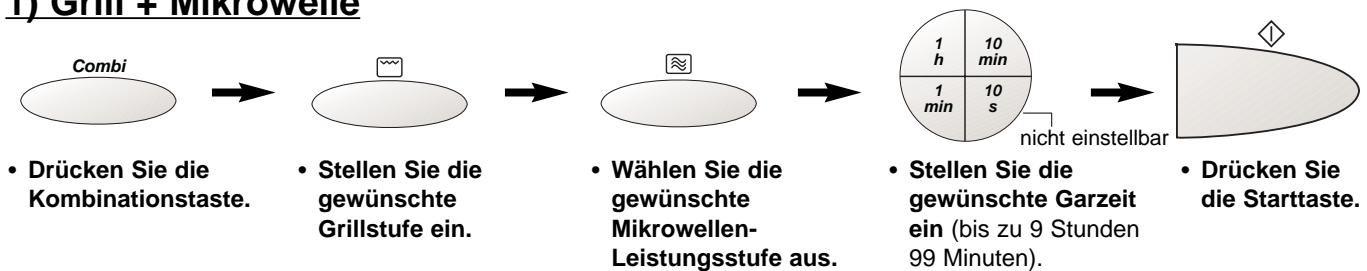 1) Grill + Mikrowelle
Combi
1 h
10 min
1 min
10 s
nicht einstellbar
• Drücken Sie die
Kombinationstaste.
• Stellen Sie die
gewünschte
Grillstufe ein.
• Wählen Sie die
gewünschte
Mikrowellen-
Leistungsstufe aus.
• Stellen Sie die
gewünschte Garzeit
ein (bis zu 9 Stunden
99 Minuten).
• Drücken Sie
die Starttaste.